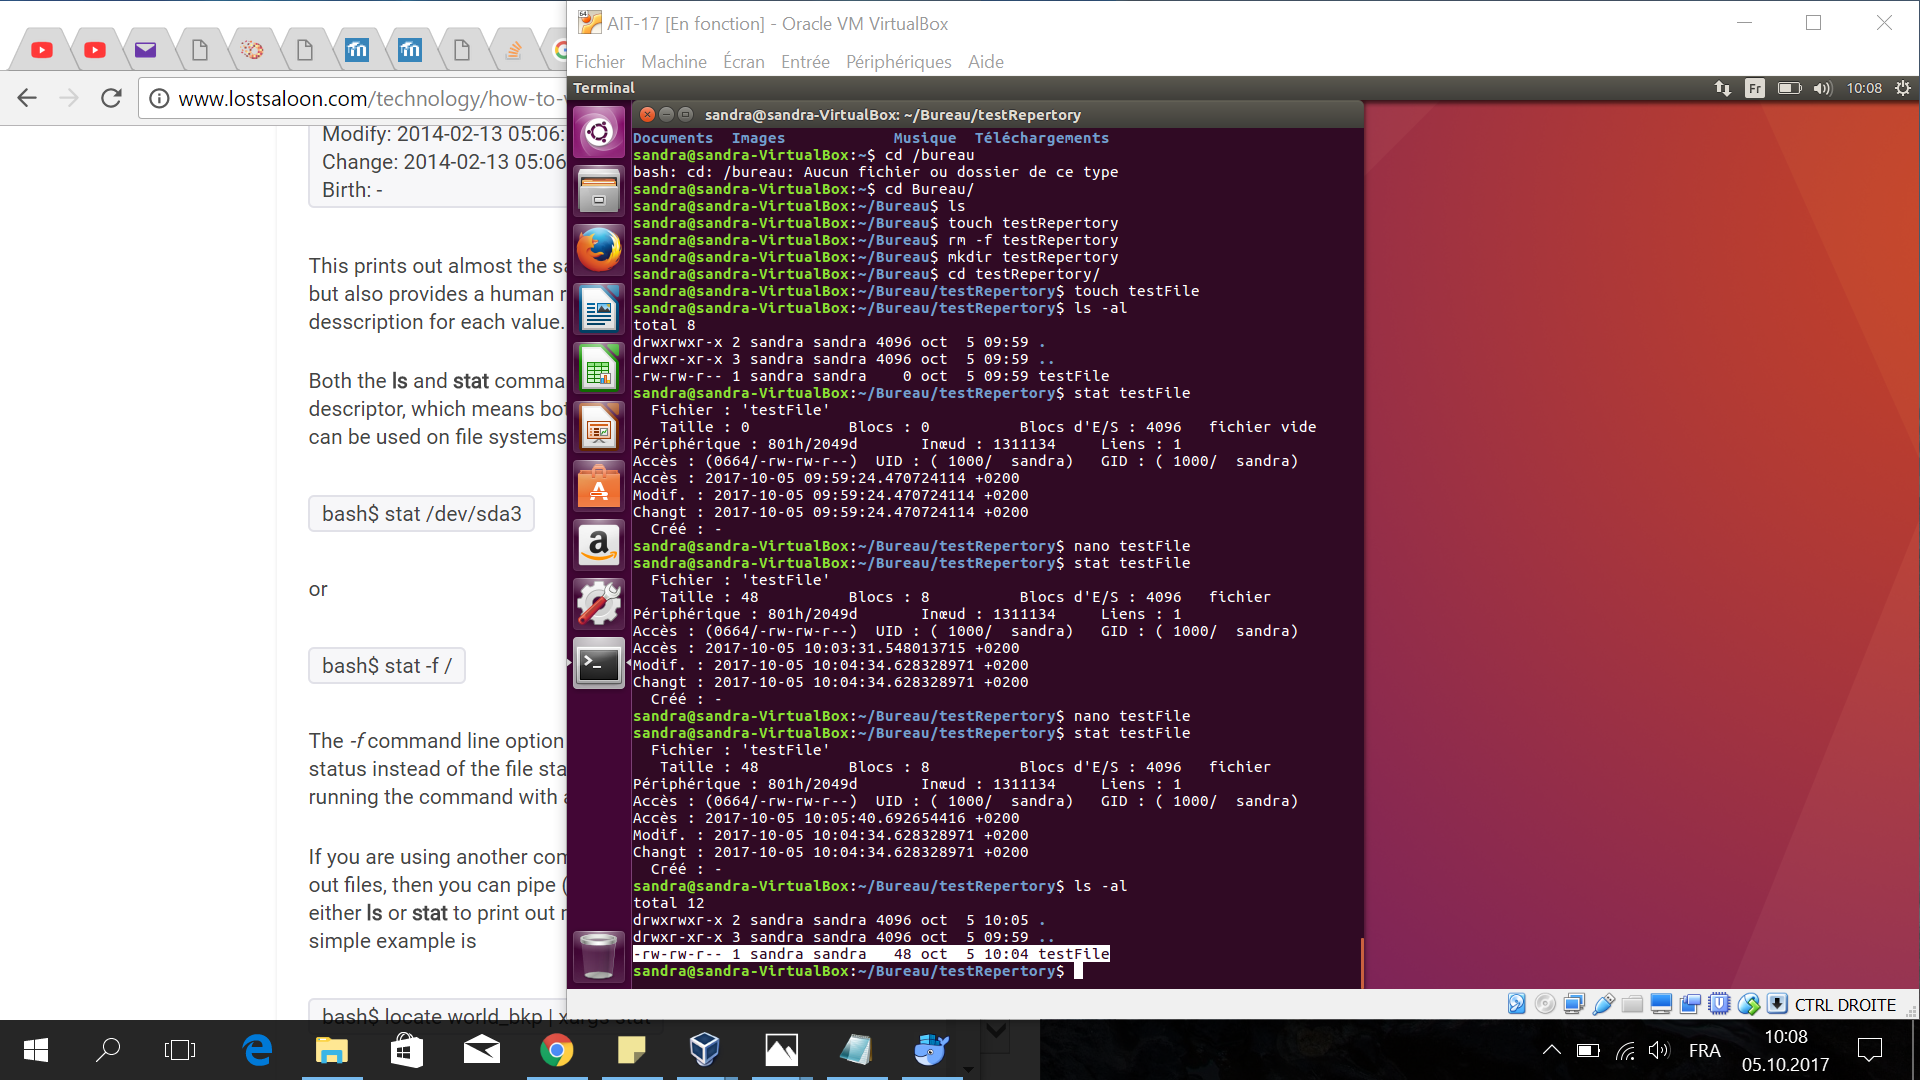 AIT-17 [En fonction] - Oracle VM VirtualBox
Fichier Machine Écran Entrée Périphériques Aide
www.lostsaloon.com/technology/how-to-
Modify: 2014-02-13 05:06:
Change: 2014-02-13 05:06
Birth: -
This prints out almost the
but also provides a human
desscription for each value.
Both the ls and stat
descriptor, which means
can be used on file systems
bash$ stat /dev/sda3
or
bash$ stat -f /
The -f command line option
status instead of the file
running the command with
If you are using another
out files, then you can pipe (
either ls or stat to print out
simple example is
bash$ locate world_bkp | xargs stat
Terminal
Fr
10:08
sandra@sandra-VirtualBox: ~/Bureau/testRepertory
Documents  Images            Musique  Téléchargements
sandra@sandra-VirtualBox:~$ cd /bureau
bash: cd: /bureau: Aucun fichier ou dossier de ce type
sandra@sandra-VirtualBox:~$ cd Bureau/
sandra@sandra-VirtualBox:~/Bureau$ ls
sandra@sandra-VirtualBox:~/Bureau$ touch testRepertory
sandra@sandra-VirtualBox:~/Bureau$ rm -f testRepertory
sandra@sandra-VirtualBox:~/Bureau$ mkdir testRepertory
sandra@sandra-VirtualBox:~/Bureau$ cd testRepertory/
sandra@sandra-VirtualBox:~/Bureau/testRepertory$ touch testFile
sandra@sandra-VirtualBox:~/Bureau/testRepertory$ ls -al
total 8
drwxrwxr-x 2 sandra sandra 4096 oct  5 09:59 .
drwxr-xr-x 3 sandra sandra 4096 oct  5 09:59 ..
-rw-rw-r-- 1 sandra sandra    0 oct  5 09:59 testFile
sandra@sandra-VirtualBox:~/Bureau/testRepertory$ stat testFile
  Fichier : 'testFile'
   Taille : 0           Blocs : 0          Blocs d'E/S : 4096   fichier vide
Périphérique : 801h/2049d       Inœud : 1311134     Liens : 1
Accès : (0664/-rw-rw-r--)  UID : ( 1000/  sandra)   GID : ( 1000/  sandra)
Accès : 2017-10-05 09:59:24.470724114 +0200
Modif. : 2017-10-05 09:59:24.470724114 +0200
Changt : 2017-10-05 09:59:24.470724114 +0200
  Créé : -
sandra@sandra-VirtualBox:~/Bureau/testRepertory$ nano testFile
sandra@sandra-VirtualBox:~/Bureau/testRepertory$ stat testFile
  Fichier : 'testFile'
   Taille : 48          Blocs : 8          Blocs d'E/S : 4096   fichier
Périphérique : 801h/2049d       Inœud : 1311134     Liens : 1
Accès : (0664/-rw-rw-r--)  UID : ( 1000/  sandra)   GID : ( 1000/  sandra)
Accès : 2017-10-05 10:03:31.548013715 +0200
Modif. : 2017-10-05 10:04:34.628328971 +0200
Changt : 2017-10-05 10:04:34.628328971 +0200
  Créé : -
sandra@sandra-VirtualBox:~/Bureau/testRepertory$ nano testFile
sandra@sandra-VirtualBox:~/Bureau/testRepertory$ stat testFile
  Fichier : 'testFile'
   Taille : 48          Blocs : 8          Blocs d'E/S : 4096   fichier
Périphérique : 801h/2049d       Inœud : 1311134     Liens : 1
Accès : (0664/-rw-rw-r--)  UID : ( 1000/  sandra)   GID : ( 1000/  sandra)
Accès : 2017-10-05 10:05:40.692654416 +0200
Modif. : 2017-10-05 10:04:34.628328971 +0200
Changt : 2017-10-05 10:04:34.628328971 +0200
  Créé : -
sandra@sandra-VirtualBox:~/Bureau/testRepertory$ ls -al
total 12
drwxrwxr-x 2 sandra sandra 4096 oct  5 10:05 .
drwxr-xr-x 3 sandra sandra 4096 oct  5 09:59 ..
-rw-rw-r-- 1 sandra sandra   48 oct  5 10:04 testFile
sandra@sandra-VirtualBox:~/Bureau/testRepertory$
CTRL DROITE
FRA
10:08
05.10.2017